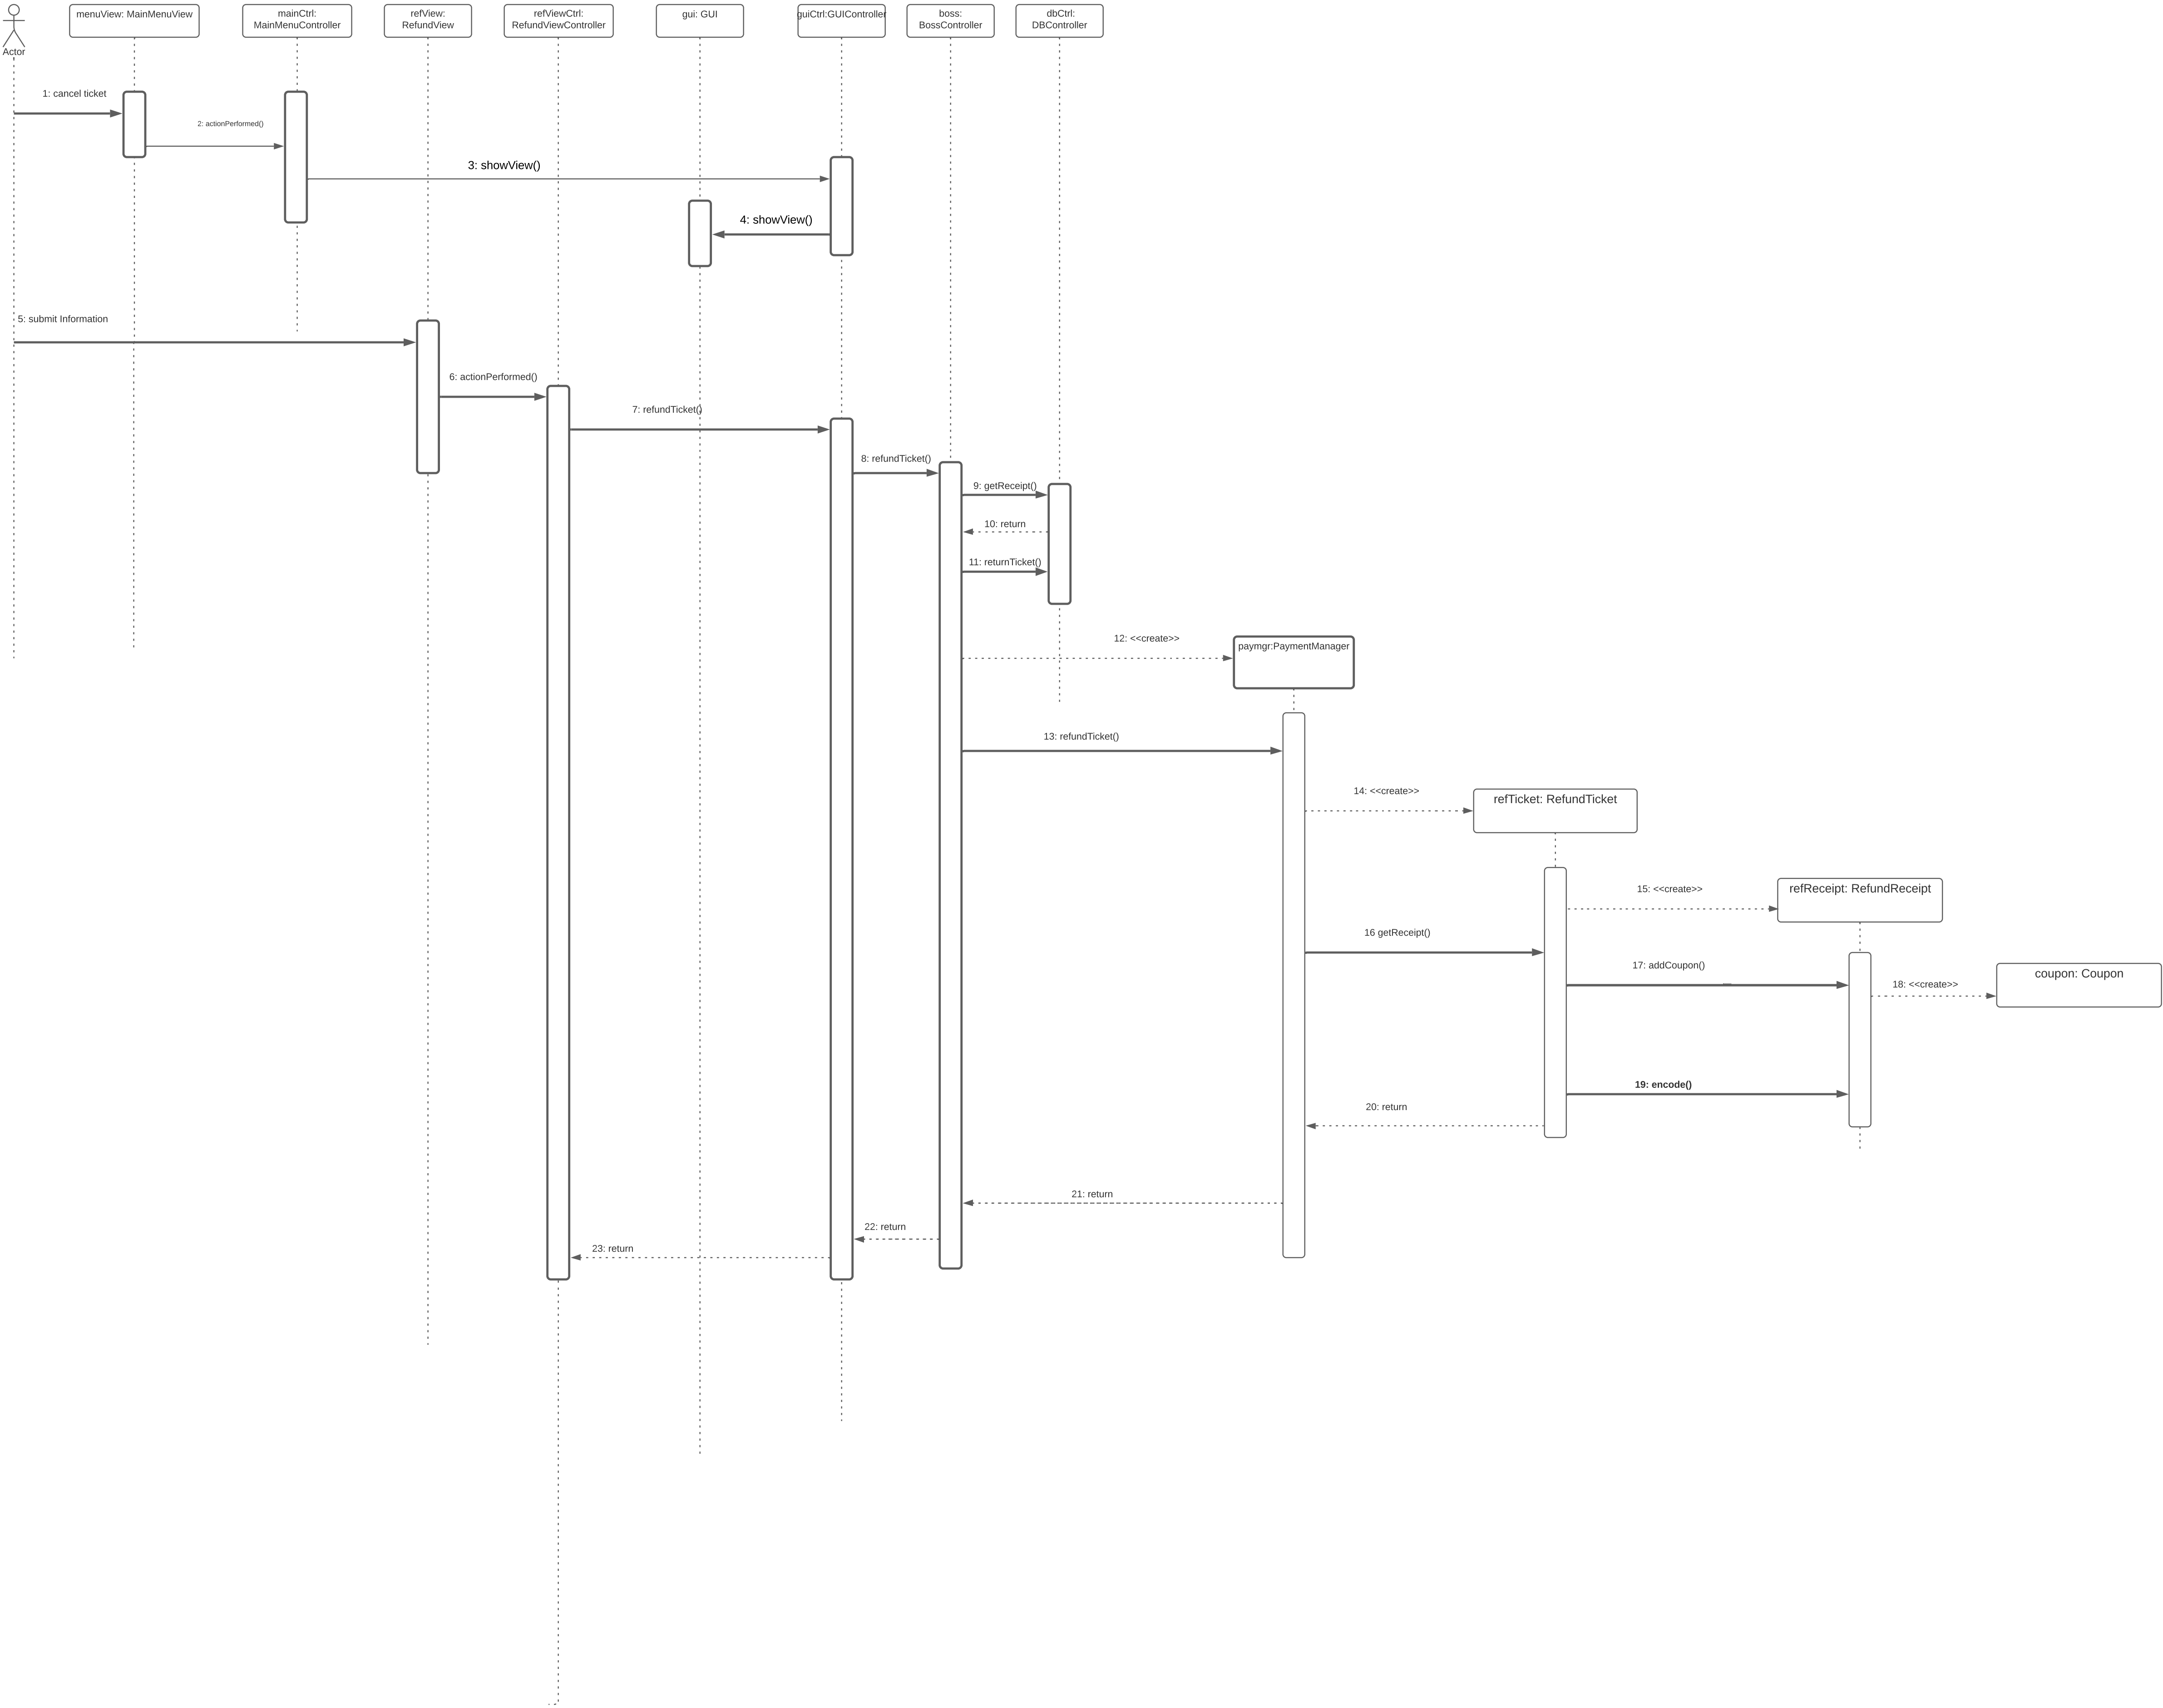 Actor
menuView: MainMenuView
mainCtrl:
MainMenuController
refView:
RefundView
refViewCtrl:
RefundViewController
gui: GUI
guiCtrl:GUIController
boss:
BossController
dbCtrl:
DBController
1: cancel ticket
2: actionPerformed()
3: showView()
4: showView()
5: submit Information
6: actionPerformed()
7: refundTicket()
8: refundTicket()
9: getReceipt()
10: return
11: returnTicket()
12: <<create>>
paymgr:PaymentManager
13: refundTicket()
14: <<create>>
refTicket: RefundTicket
15: <<create>>
refReceipt: RefundReceipt
16 getReceipt()
17: addCoupon()
18: <<create>>
coupon: Coupon
19: encode()
20: return
21: return
22: return
23: return